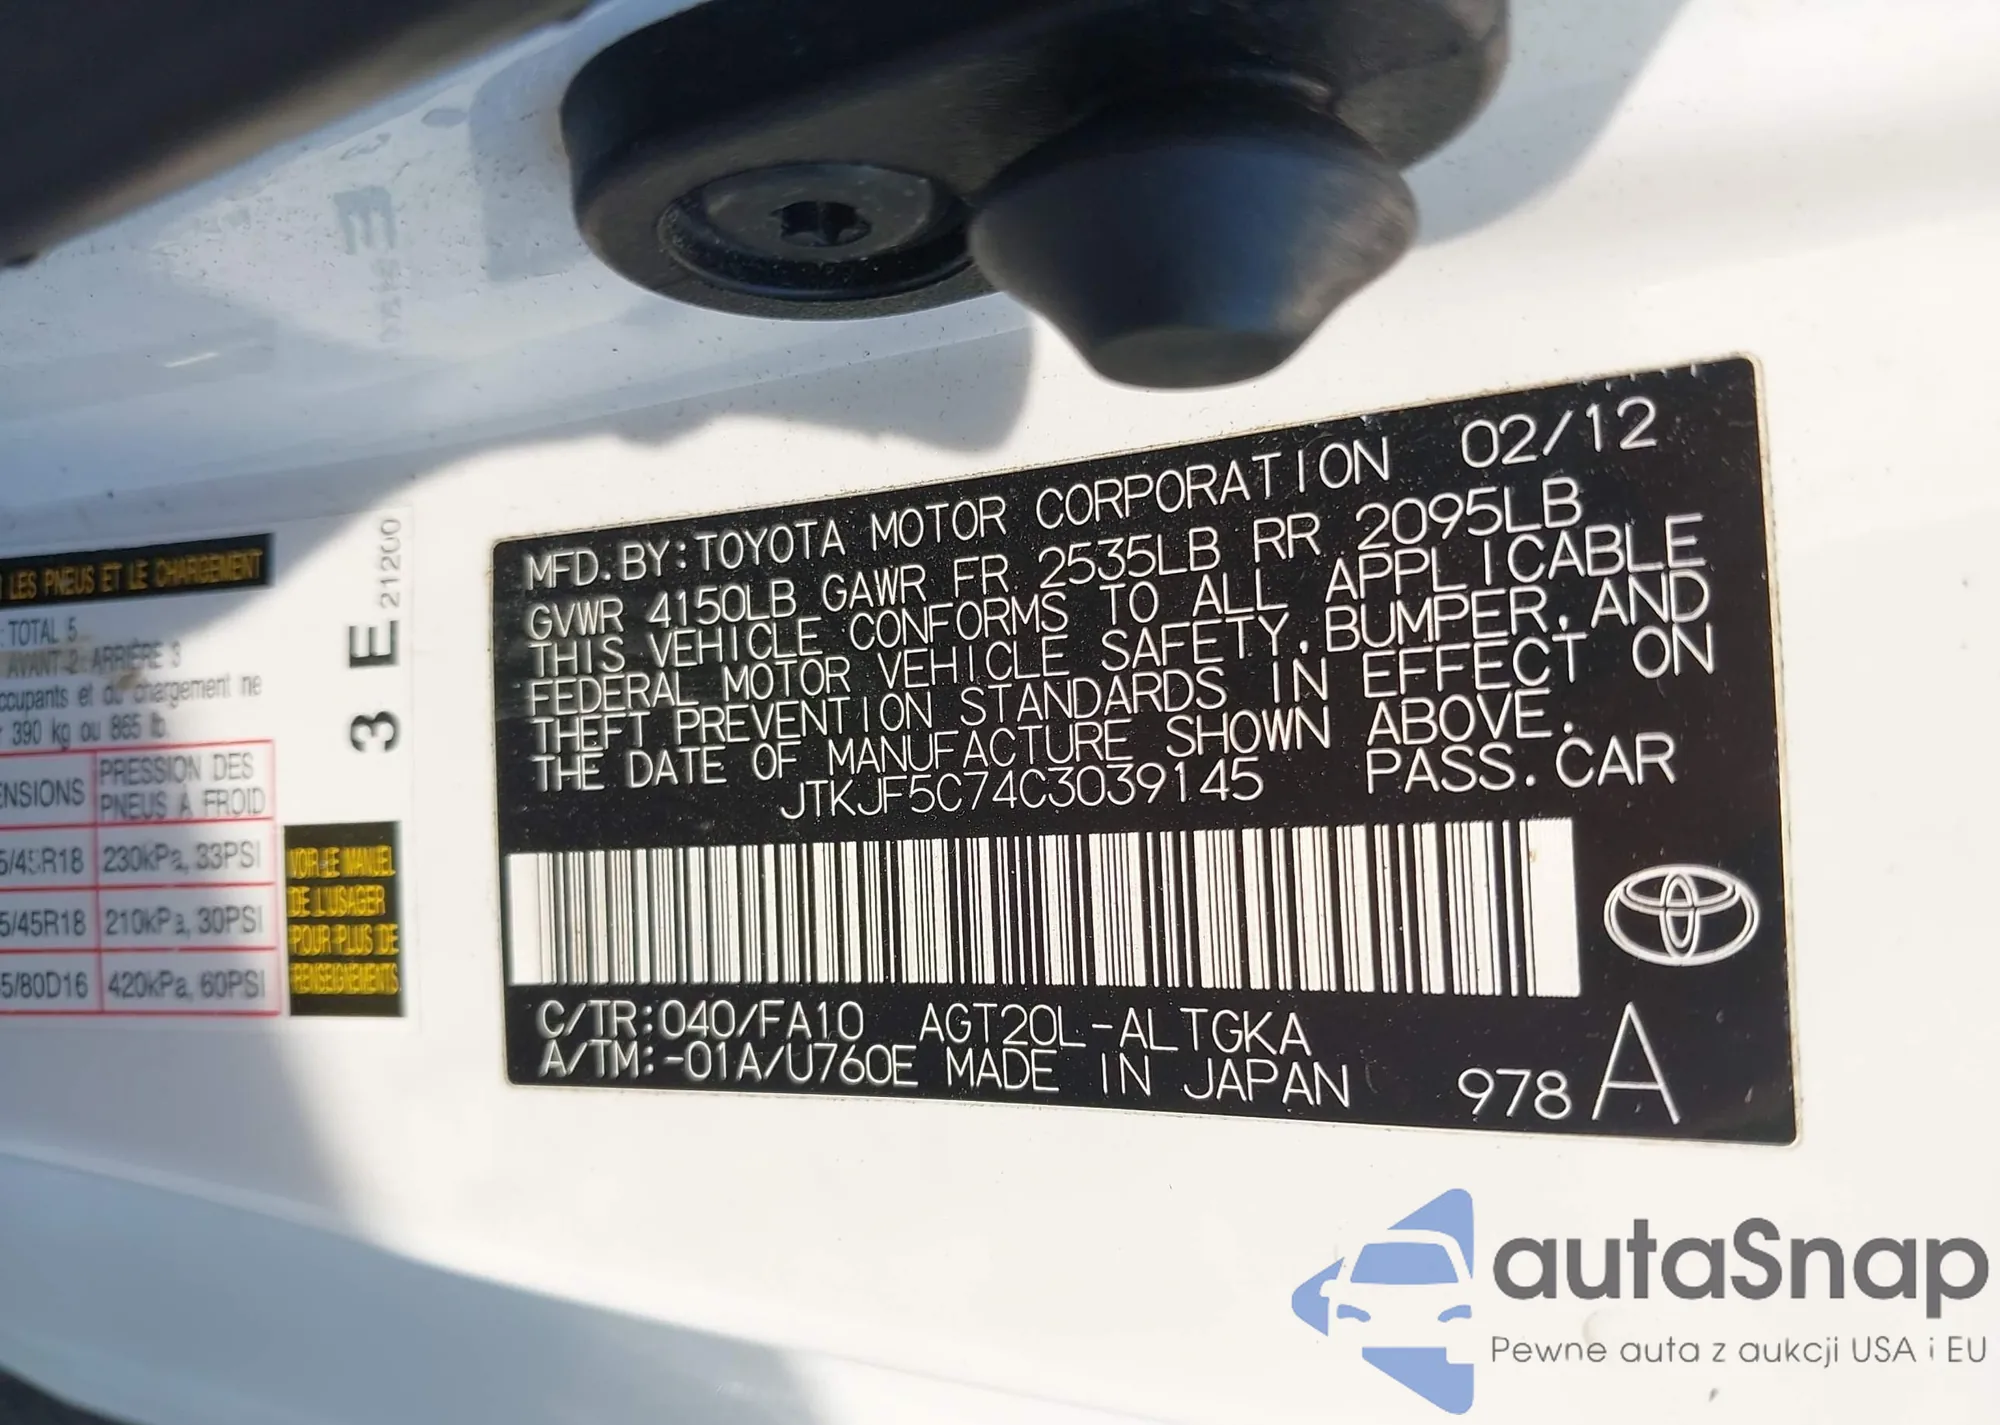 LES PNEUS ET LE CHARGEMENT
TOTAL 5
AVANT 2 ARRIÈRE 3
occupants et du chargement ne
390 kg ou 865 lb.
PRESSION DES
PNEUS À FROID
5/45R18 230kPa, 33PSI
5/45R18 210kPa, 30PSI
5/80D16 420kPa, 60PSI
VOIR LE MANUEL
DE L'USAGER
POUR PLUS DE
RENSEIGNEMENTS
3 E 21200
MFD. BY: TOYOTA MOTOR CORPORATION 02/12
GVWR 4150LB GAWR FR 2535LB RR 2095LB
THIS VEHICLE CONFORMS TO ALL APPLICABLE
FEDERAL MOTOR VEHICLE SAFETY, BUMPER, AND
THEFT PREVENTION STANDARDS IN EFFECT ON
THE DATE OF MANUFACTURE SHOWN ABOVE.
JTKJF5C74C3039145 PASS. CAR
C/TR: 040/FA10 AGT20L-ALTGKA
A/TM: -01A/U760E MADE IN JAPAN
978 A
autaSnap
Pewne auta z aukcji USA i EU